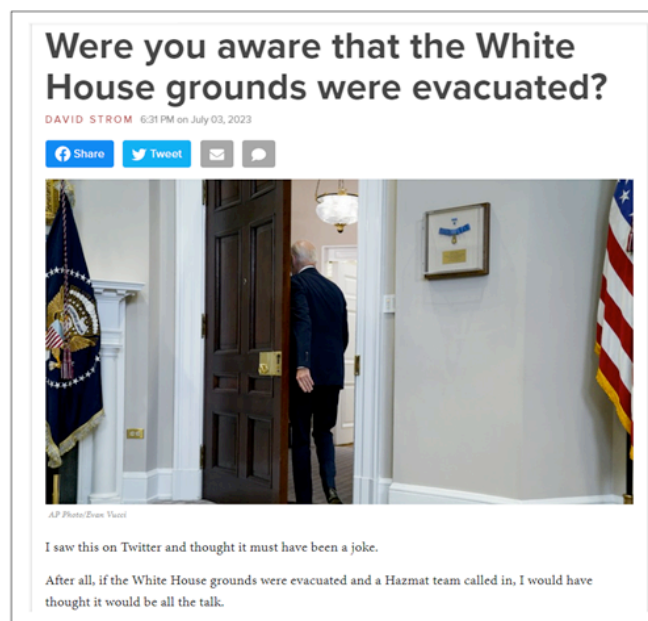 Were you aware that the White
House grounds were evacuated?
DAVID STROM 6:31 PM on July 03, 2023
Share Tweet
AP Photo/Evan Vucci
I saw this on Twitter and thought it must have been a joke.
After all, if the White House grounds were evacuated and a Hazmat team called in, I would have
thought it would be all the talk.